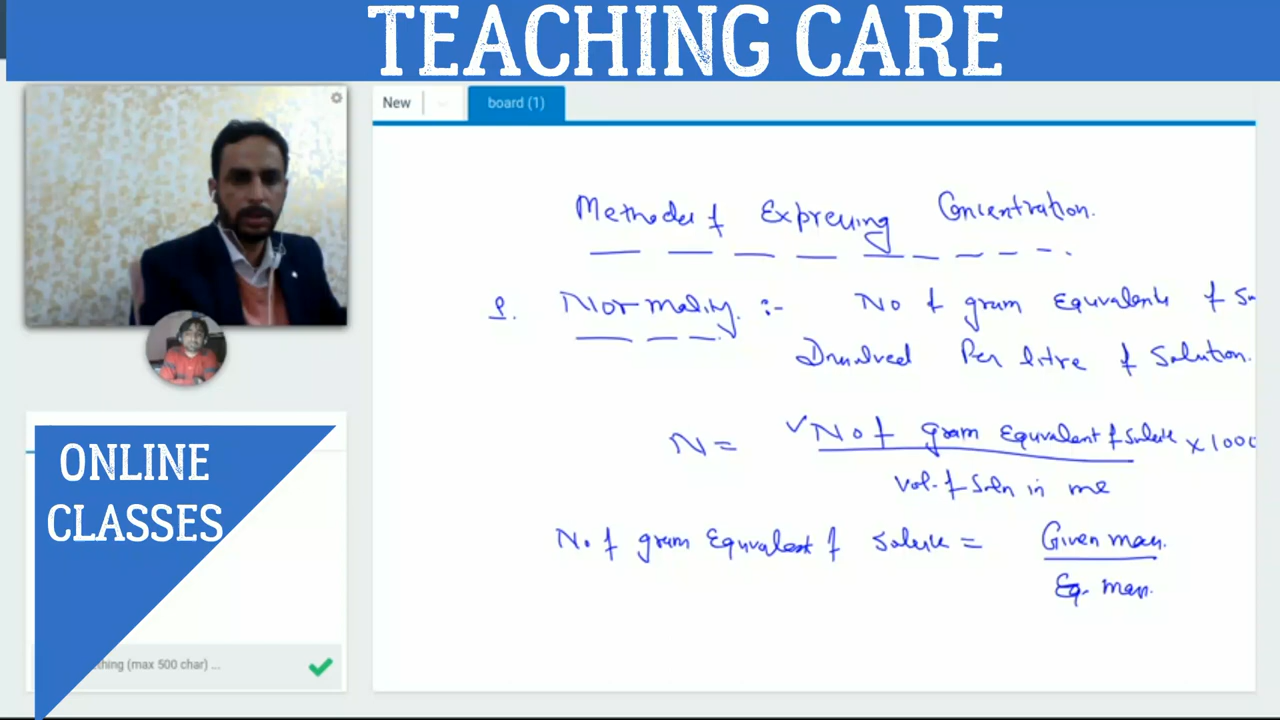 TEACHING CARE
New
board (1)
Methods of Expressing Concentration.
1. Normality :- No of gram Equivalents of
Dissolved Per litre of Solution.
N = No of gram Equivalent of Solute × 1000
Vol. of Soln in ml
No. of gram Equivalent of Solute = Given mass.
Eq. mass.
ONLINE
CLASSES
(max 500 char) ...